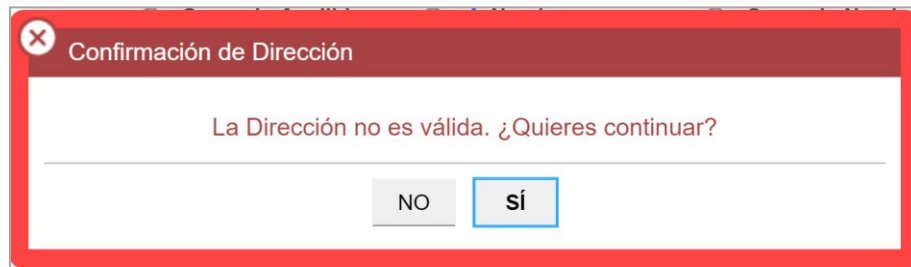 Confirmación de Dirección
La Dirección no es válida. ¿Quieres continuar?
NO
SÍ